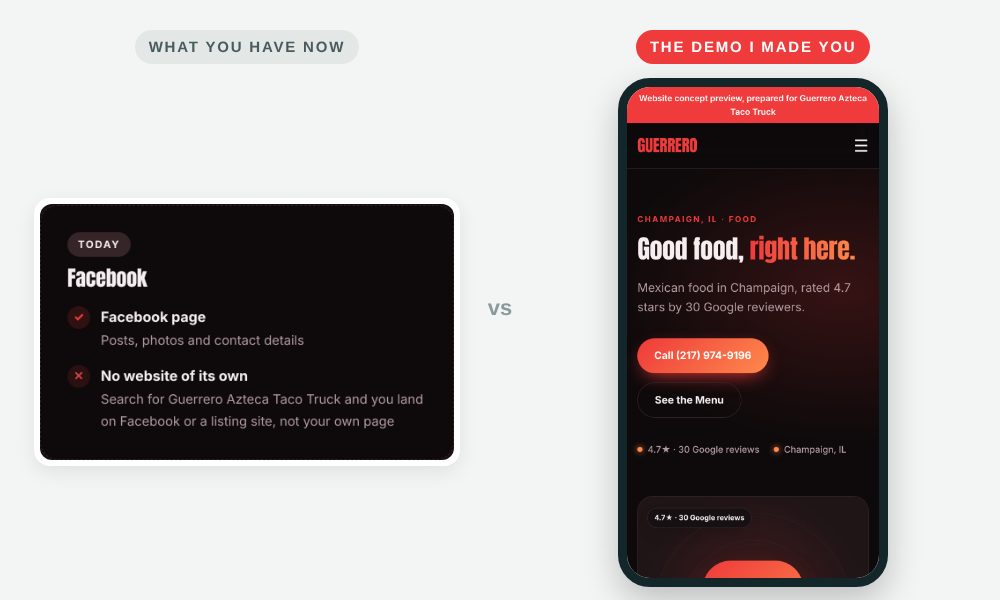 WHAT YOU HAVE NOW
TODAY
Facebook
Facebook page
Posts, photos and contact details
No website of its own
Search for Guerrero Azteca Taco Truck and you land
on Facebook or a listing site, not your own page
vs
THE DEMO I MADE YOU
Website concept preview, prepared for Guerrero Azteca
Taco Truck
GUERRERO
CHAMPAIGN, IL · FOOD
Good food, right here.
Mexican food in Champaign, rated 4.7
stars by 30 Google reviewers.
Call (217) 974-9196
See the Menu
4.7★ · 30 Google reviews
Champaign, IL
4.7★ · 30 Google reviews